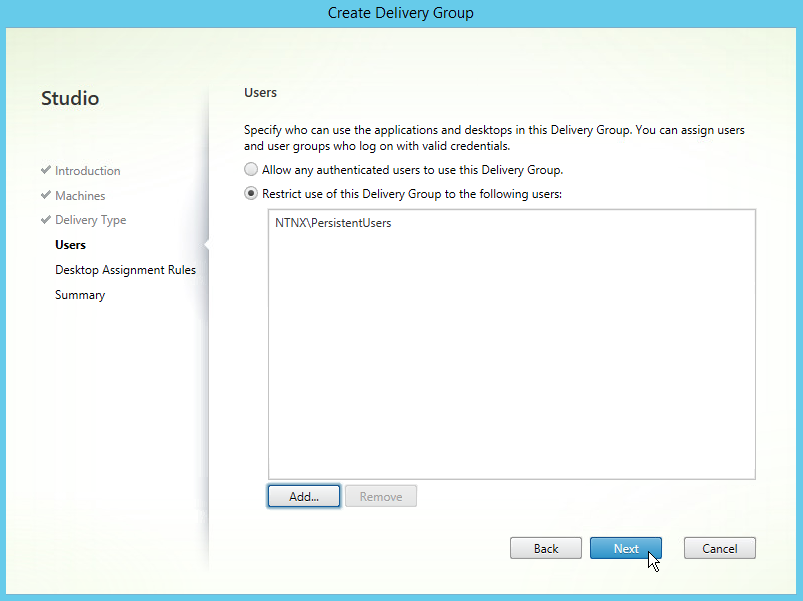 Create Delivery Group
Studio
Introduction
Machines
Delivery Type
Users
Desktop Assignment Rules
Summary
Users
Specify who can use the applications and desktops in this Delivery Group. You can assign users
and user groups who log on with valid credentials.
Allow any authenticated users to use this Delivery Group.
Restrict use of this Delivery Group to the following users:
NTNX\PersistentUsers
Add...
Remove
Back
Next
Cancel